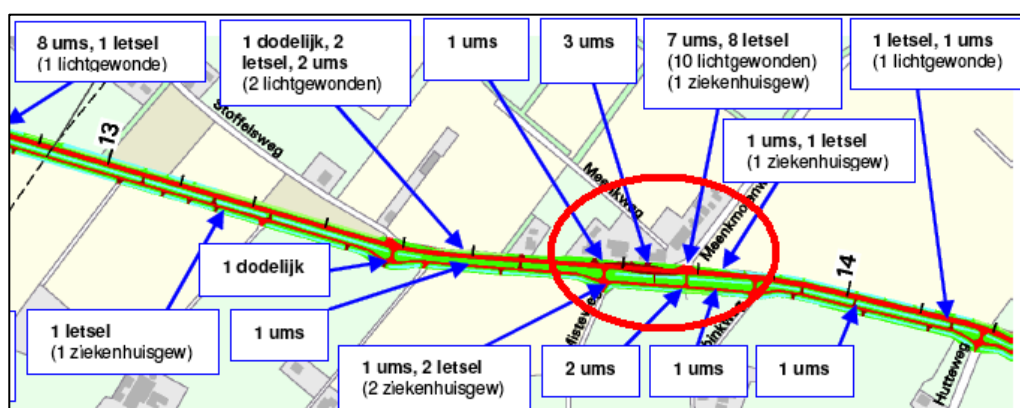 8 ums, 1 letsel
(1 lichtgewonde)
1 dodelijk, 2
letsel, 2 ums
(2 lichtgewonden)
1 ums
3 ums
7 ums, 8 letsel
(10 lichtgewonden)
(1 ziekenhuisgew)
1 letsel, 1 ums
(1 lichtgewonde)
1 ums, 1 letsel
(1 ziekenhuisgew)
Stoffelsweg
13
Meenkweg
14
1 dodelijk
1 letsel
(1 ziekenhuisgew)
1 ums
1 ums, 2 letsel
(2 ziekenhuisgew)
2 ums
1 ums
1 ums
Hutteweg